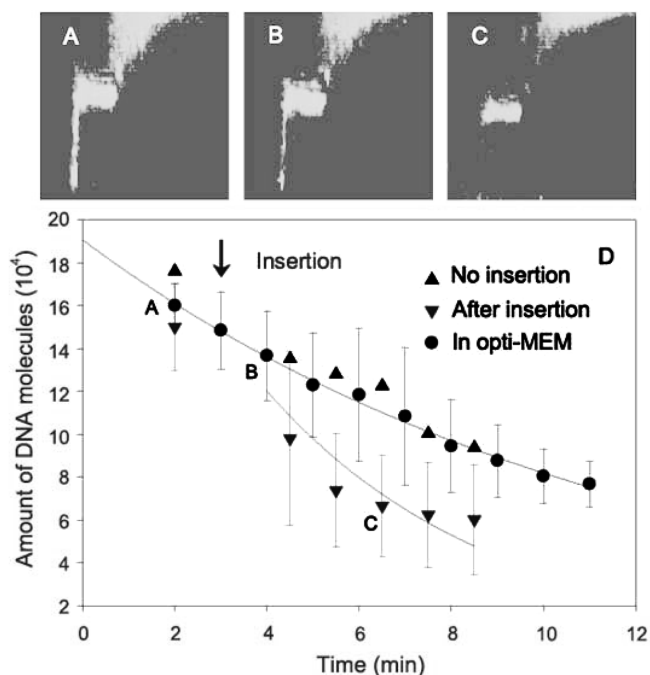 A B C
20
18
16
14
12
10
8
6
4
2
Amount of DNA molecules (10⁴)
Insertion
D
No insertion
After insertion
In opti-MEM
A
B
C
0 2 4 6 8 10 12
Time (min)